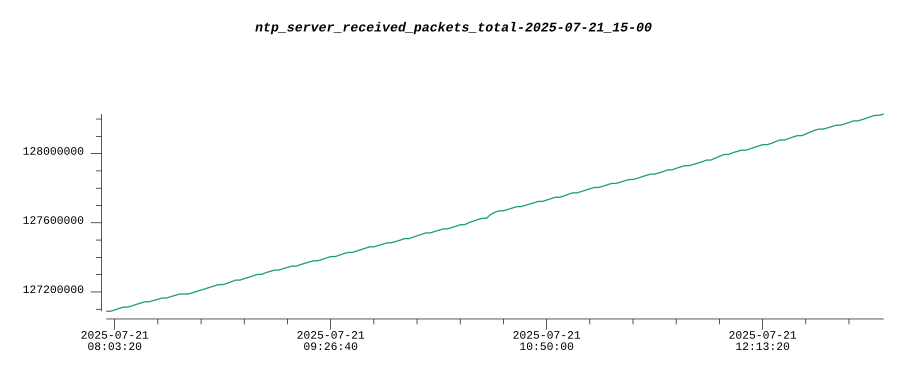 ntp_server_received_packets_total-2025-07-21_15-00
128000000
127600000
127200000
2025-07-21 2025-07-21 2025-07-21 2025-07-21
08:03:20 09:26:40 10:50:00 12:13:20